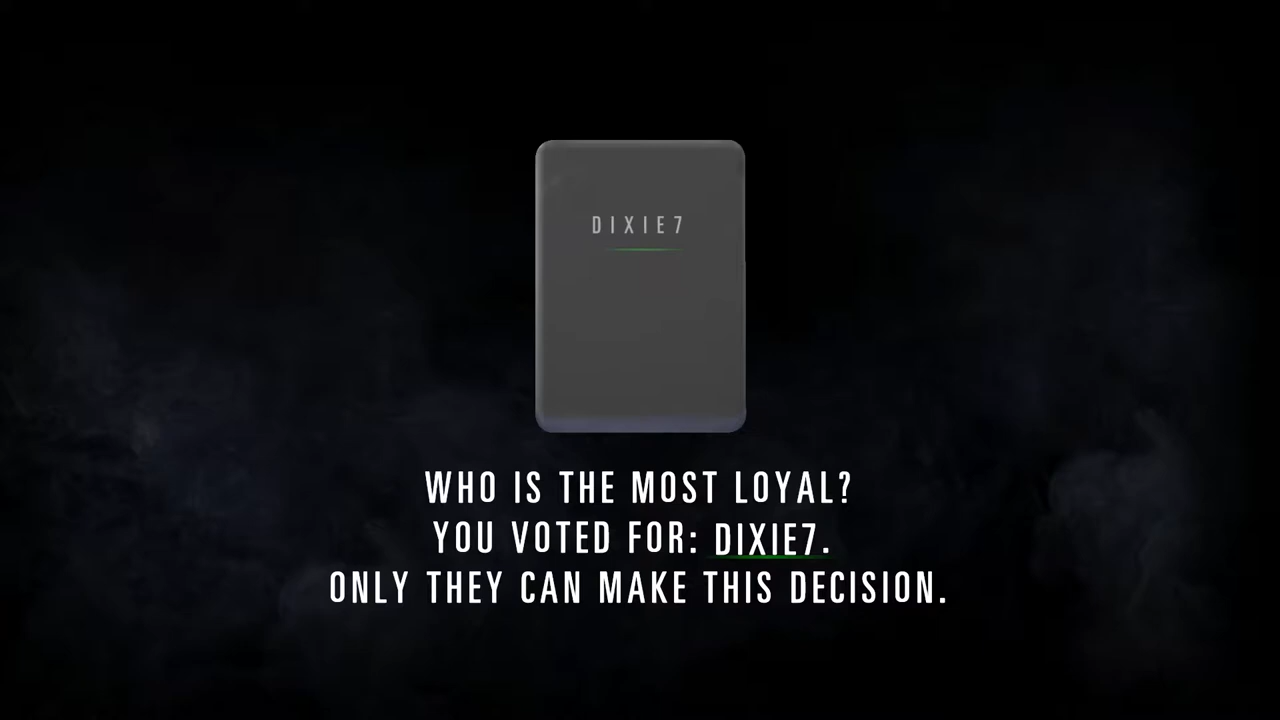 DIXIE7
WHO IS THE MOST LOYAL?
YOU VOTED FOR: DIXIE7.
ONLY THEY CAN MAKE THIS DECISION.